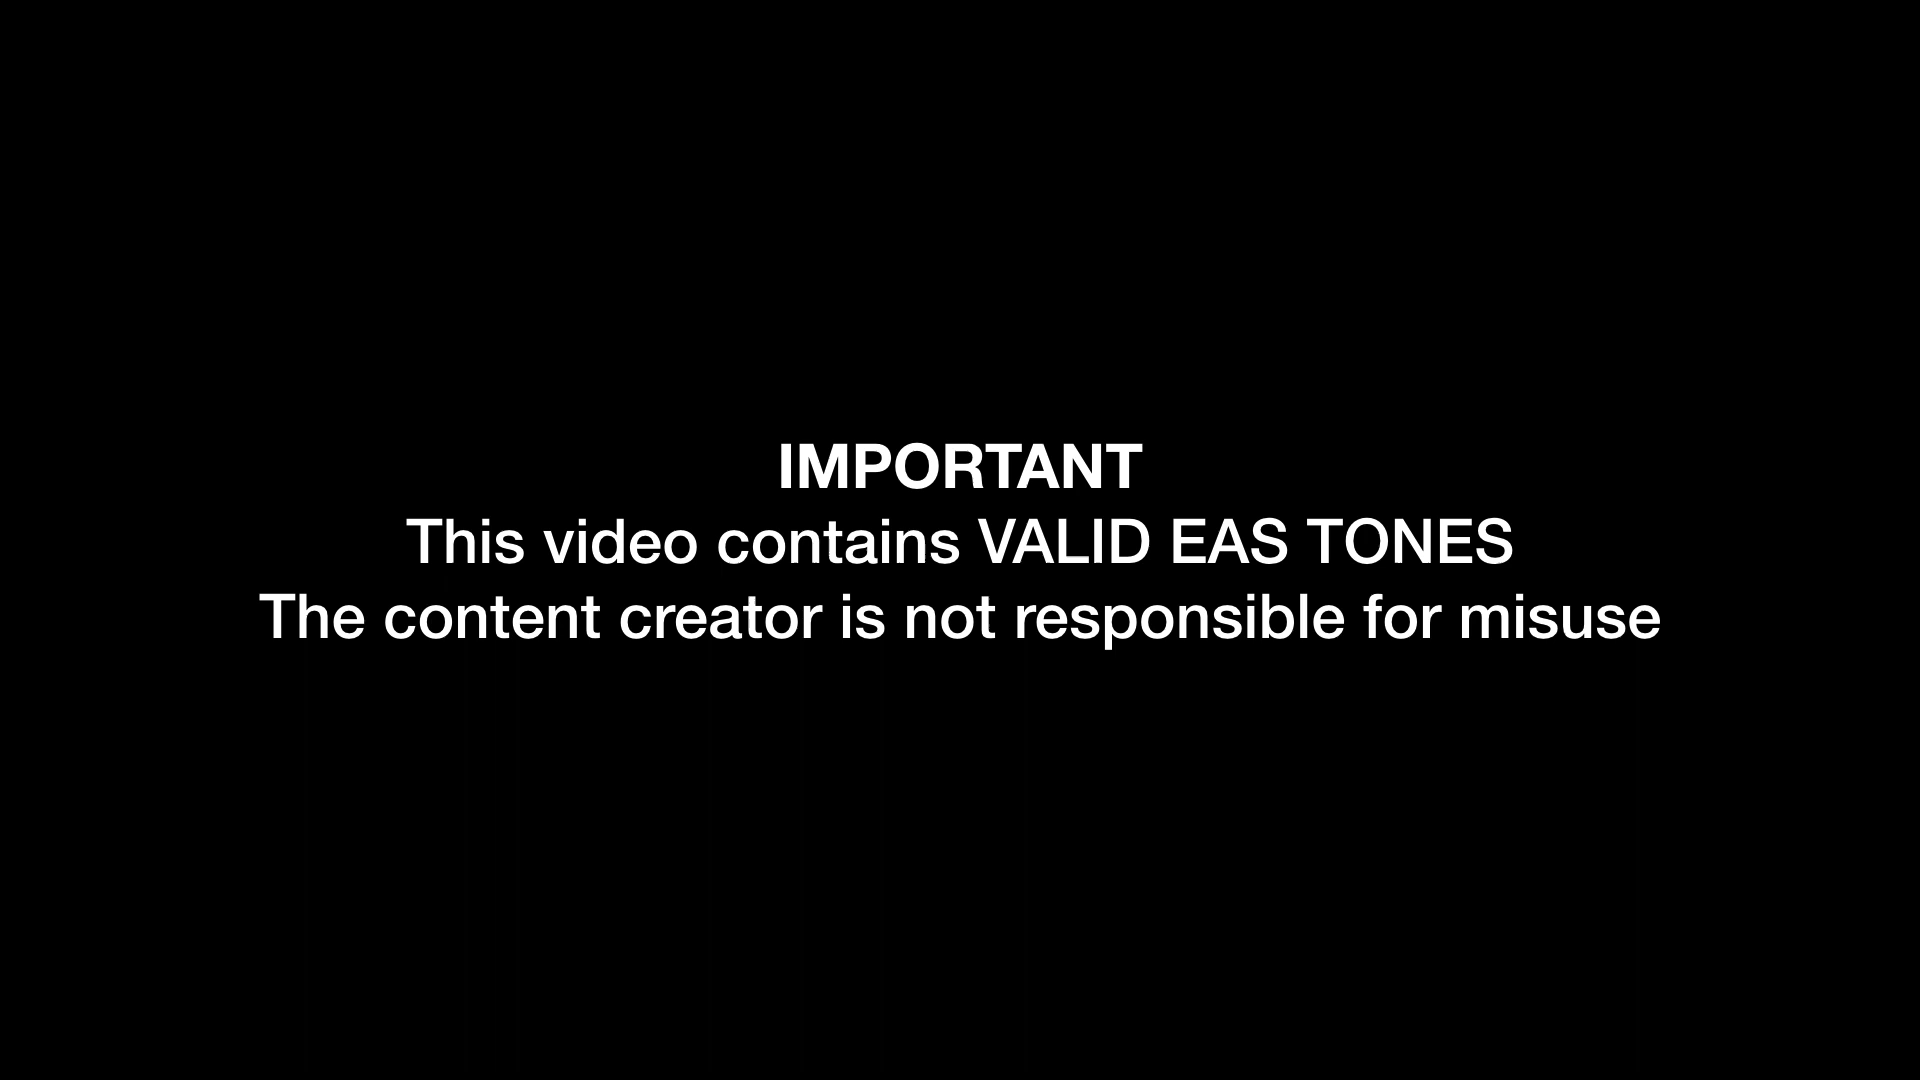 IMPORTANT
This video contains VALID EAS TONES
The content creator is not responsible for misuse